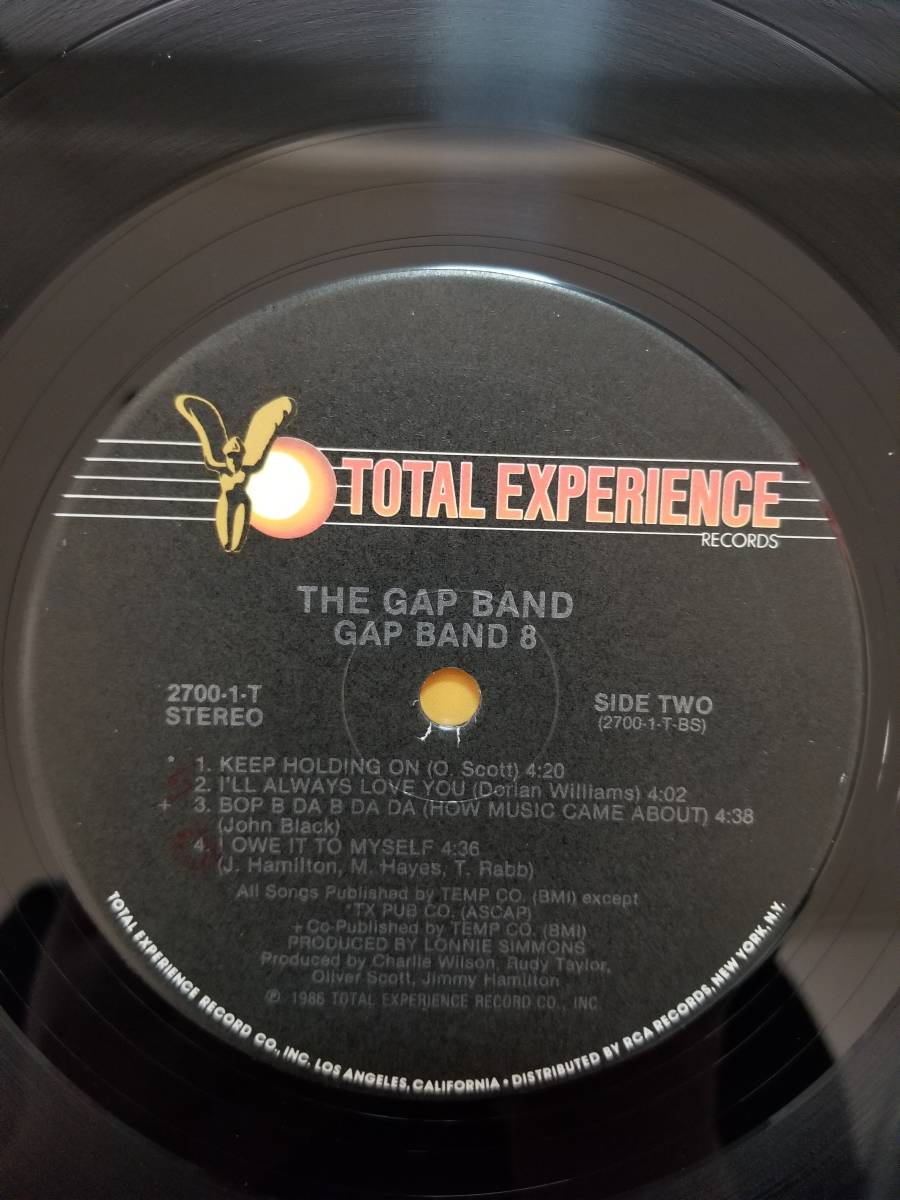 TOTAL EXPERIENCE
RECORDS
THE GAP BAND
GAP BAND 8
2700-1-T
STEREO
SIDE TWO
(2700-1-T-BS)
* 1. KEEP HOLDING ON (O. Scott) 4:20
2. I'LL ALWAYS LOVE YOU (Dorian Williams) 4:02
+ 3. BOP B DA B DA DA (HOW MUSIC CAME ABOUT) 4:38
(John Black)
4. I OWE IT TO MYSELF 4:36
(J. Hamilton, M. Hayes, T. Rabb)
All Songs Published by TEMP CO. (BMI) except
*TX PUB CO. (ASCAP)
+ Co-Published by TEMP CO. (BMI)
PRODUCED BY LONNIE SIMMONS
Produced by Charlie Wilson, Rudy Taylor,
Oliver Scott, Jimmy Hamilton
℗ 1986 TOTAL EXPERIENCE RECORD CO., INC.
TOTAL EXPERIENCE RECORD CO., INC. LOS ANGELES, CALIFORNIA • DISTRIBUTED BY RCA RECORDS, NEW YORK, N.Y.